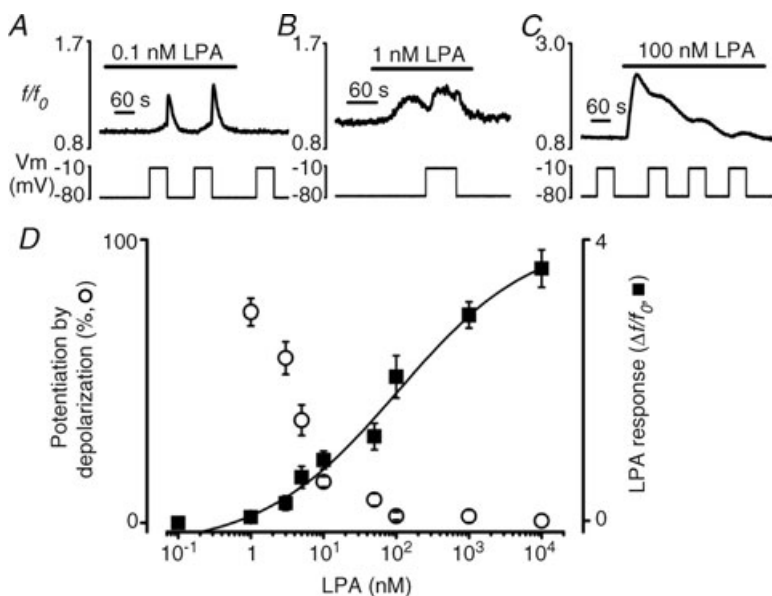 A
B
C
1.7
1.7
3.0
0.1 nM LPA
1 nM LPA
100 nM LPA
f/f0
60 s
60 s
60 s
0.8
0.8
0.8
Vm
(mV)
-10
-80
-10
-80
-10
-80
D
100
0
Potentiation by
depolarization (%, ○)
4
0
LPA response (Δf/f0, ■)
10-1
1
101
102
103
104
LPA (nM)